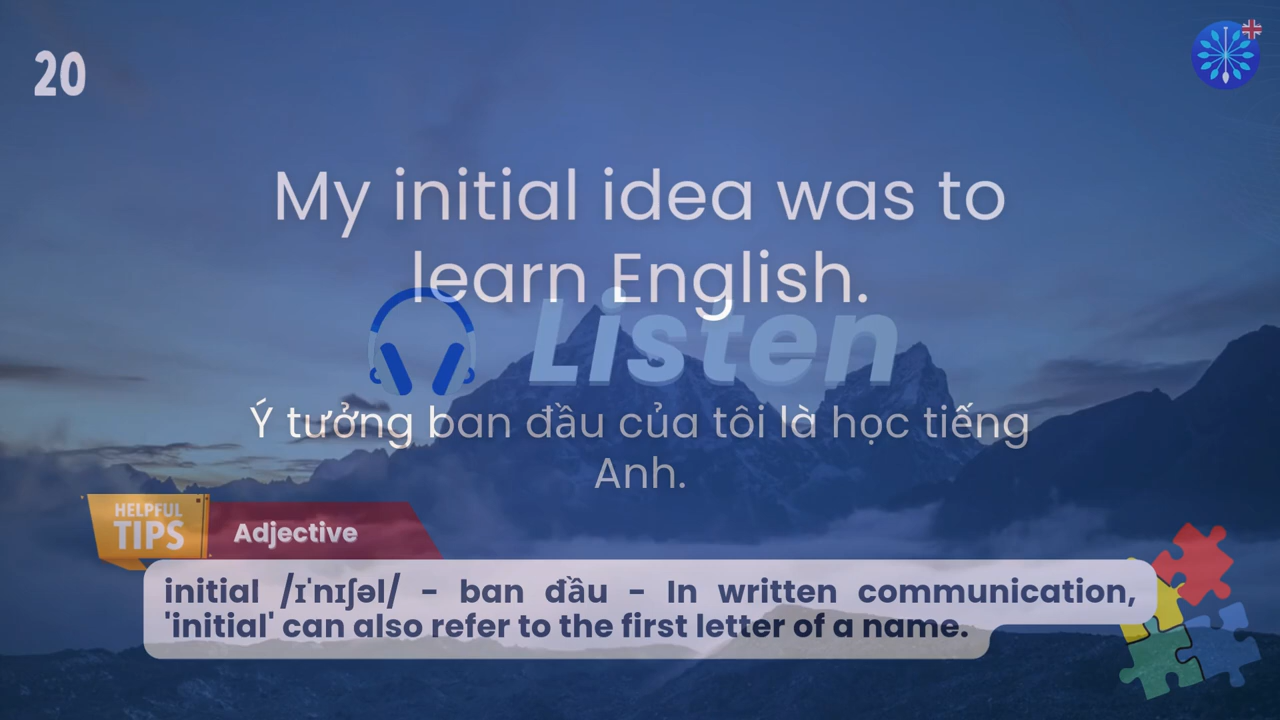 20
My initial idea was to
learn English.
Listen
Ý tưởng ban đầu của tôi là học tiếng
Anh.
HELPFUL
TIPS
Adjective
initial /ɪˈnɪʃəl/ - ban đầu - In written communication,
'initial' can also refer to the first letter of a name.